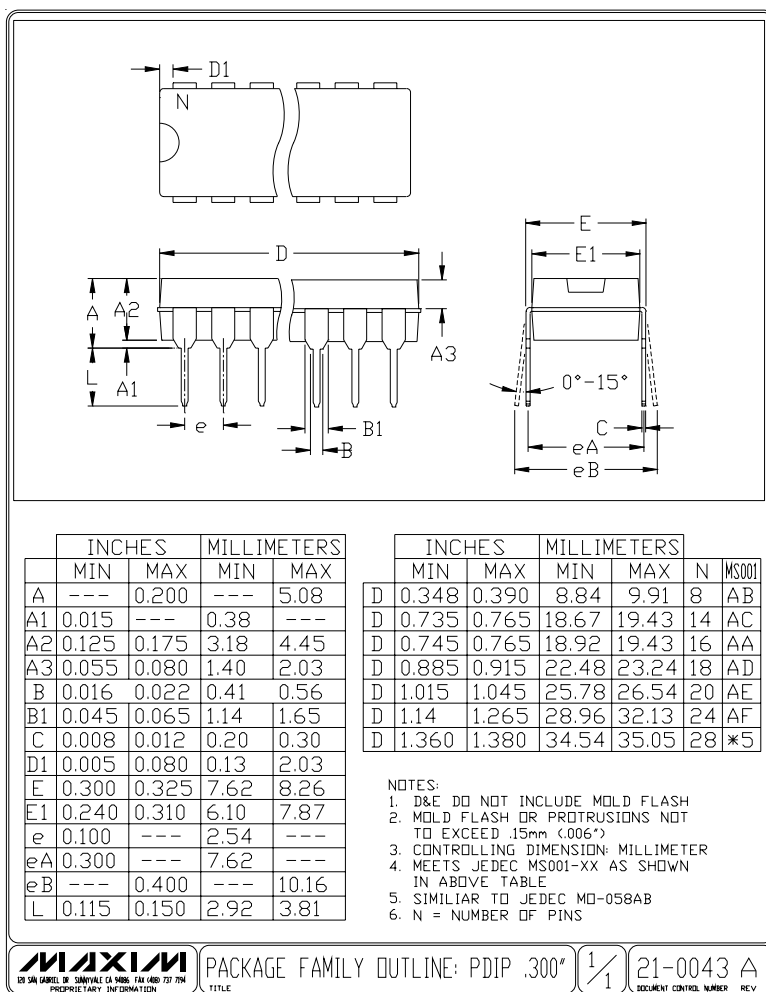 D1
N
D
E
E1
A
A2
A3
L
A1
0°-15°
e
B1
B
C
eA
eB
INCHES MILLIMETERS
MIN MAX MIN MAX
A --- 0.200 --- 5.08
A1 0.015 --- 0.38 ---
A2 0.125 0.175 3.18 4.45
A3 0.055 0.080 1.40 2.03
B 0.016 0.022 0.41 0.56
B1 0.045 0.065 1.14 1.65
C 0.008 0.012 0.20 0.30
D1 0.005 0.080 0.13 2.03
E 0.300 0.325 7.62 8.26
E1 0.240 0.310 6.10 7.87
e 0.100 --- 2.54 ---
eA 0.300 --- 7.62 ---
eB --- 0.400 --- 10.16
L 0.115 0.150 2.92 3.81
INCHES MILLIMETERS
MIN MAX MIN MAX N MS001
D 0.348 0.390 8.84 9.91 8 AB
D 0.735 0.765 18.67 19.43 14 AC
D 0.745 0.765 18.92 19.43 16 AA
D 0.885 0.915 22.48 23.24 18 AD
D 1.015 1.045 25.78 26.54 20 AE
D 1.14 1.265 28.96 32.13 24 AF
D 1.360 1.380 34.54 35.05 28 *5
NOTES:
1. D&E DO NOT INCLUDE MOLD FLASH
2. MOLD FLASH OR PROTRUSIONS NOT
TO EXCEED .15mm (.006")
3. CONTROLLING DIMENSION: MILLIMETER
4. MEETS JEDEC MS001-XX AS SHOWN
IN ABOVE TABLE
5. SIMILIAR TO JEDEC MO-058AB
6. N = NUMBER OF PINS
MAXIM
120 SAN GABRIEL DR SUNNYVALE CA 94086 FAX (408) 737 7194
PROPRIETARY INFORMATION
PACKAGE FAMILY OUTLINE: PDIP .300"
TITLE
1/1
21-0043 A
DOCUMENT CONTROL NUMBER REV